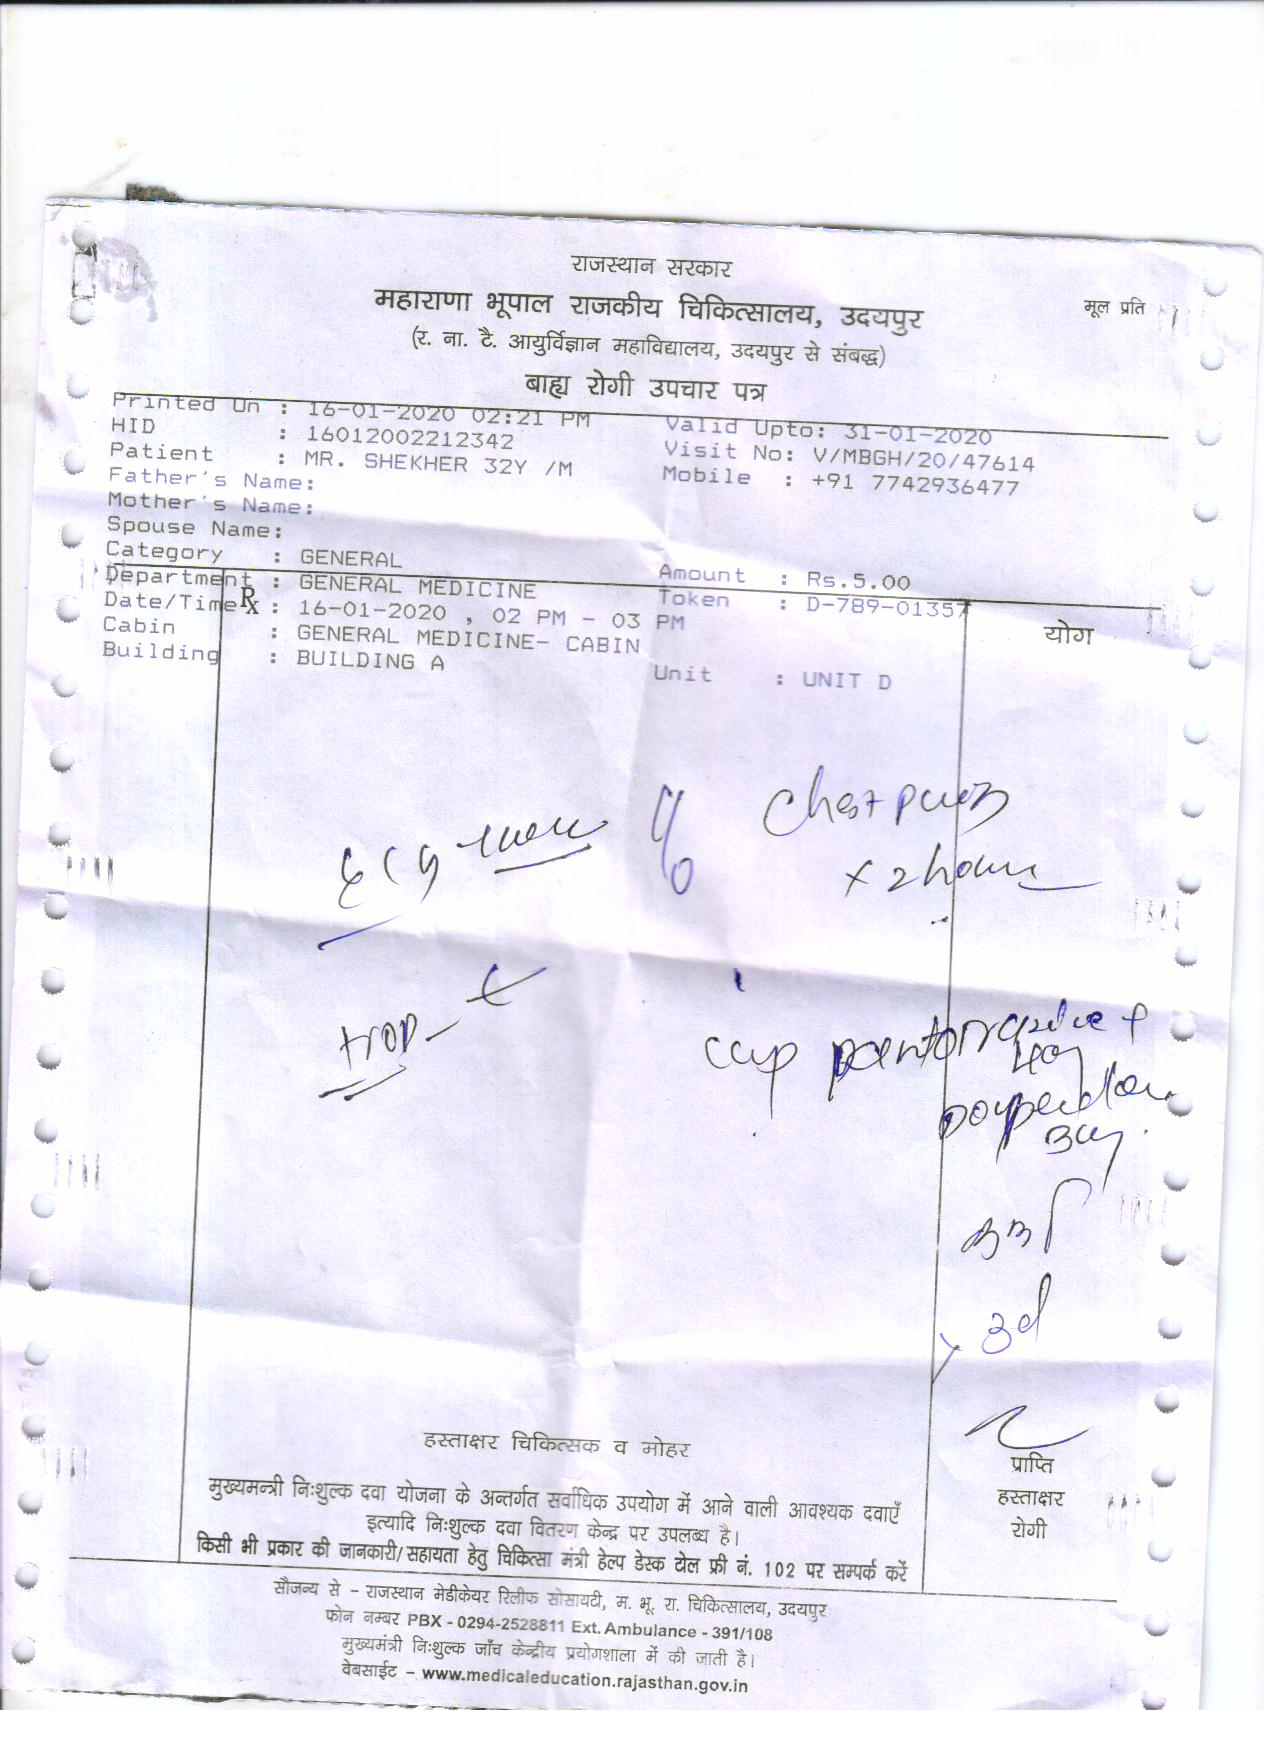 राजस्थान सरकार
महाराणा भूपाल राजकीय चिकित्सालय, उदयपुर
मूल प्रति
(र. ना. टै. आयुर्विज्ञान महाविद्यालय, उदयपुर से संबद्ध)
बाह्य रोगी उपचार पत्र
Printed On : 16-01-2020 02:21 PM Valid Upto: 31-01-2020
HID : 16012002212342 Visit No: V/MBGH/20/47614
Patient : MR. SHEKHER 32Y /M Mobile : +91 7742936477
Father's Name:
Mother's Name:
Spouse Name:
Category : GENERAL Amount : Rs.5.00
Department : GENERAL MEDICINE Token : D-789-01357
Date/Time : 16-01-2020 , 02 PM - 03 PM
℞
योग
Cabin : GENERAL MEDICINE- CABIN
Building : BUILDING A Unit : UNIT D
c/o Chest pain
ECG
x 2 hours
trop -
cap pantoprazole +
40mg
Domperidone
3d
हस्ताक्षर चिकित्सक व मोहर
प्राप्ति
हस्ताक्षर
रोगी
मुख्यमन्त्री निःशुल्क दवा योजना के अन्तर्गत सर्वाधिक उपयोग में आने वाली आवश्यक दवाएँ
इत्यादि निःशुल्क दवा वितरण केन्द्र पर उपलब्ध है।
किसी भी प्रकार की जानकारी/सहायता हेतु चिकित्सा मंत्री हेल्प डेस्क टोल फ्री नं. 102 पर सम्पर्क करें
सौजन्य से – राजस्थान मेडीकेयर रिलीफ सोसायटी, म. भू. रा. चिकित्सालय, उदयपुर
फोन नम्बर PBX - 0294-2528811 Ext. Ambulance - 391/108
मुख्यमंत्री निःशुल्क जाँच केन्द्रीय प्रयोगशाला में की जाती है।
वेबसाईट – www.medicaleducation.rajasthan.gov.in